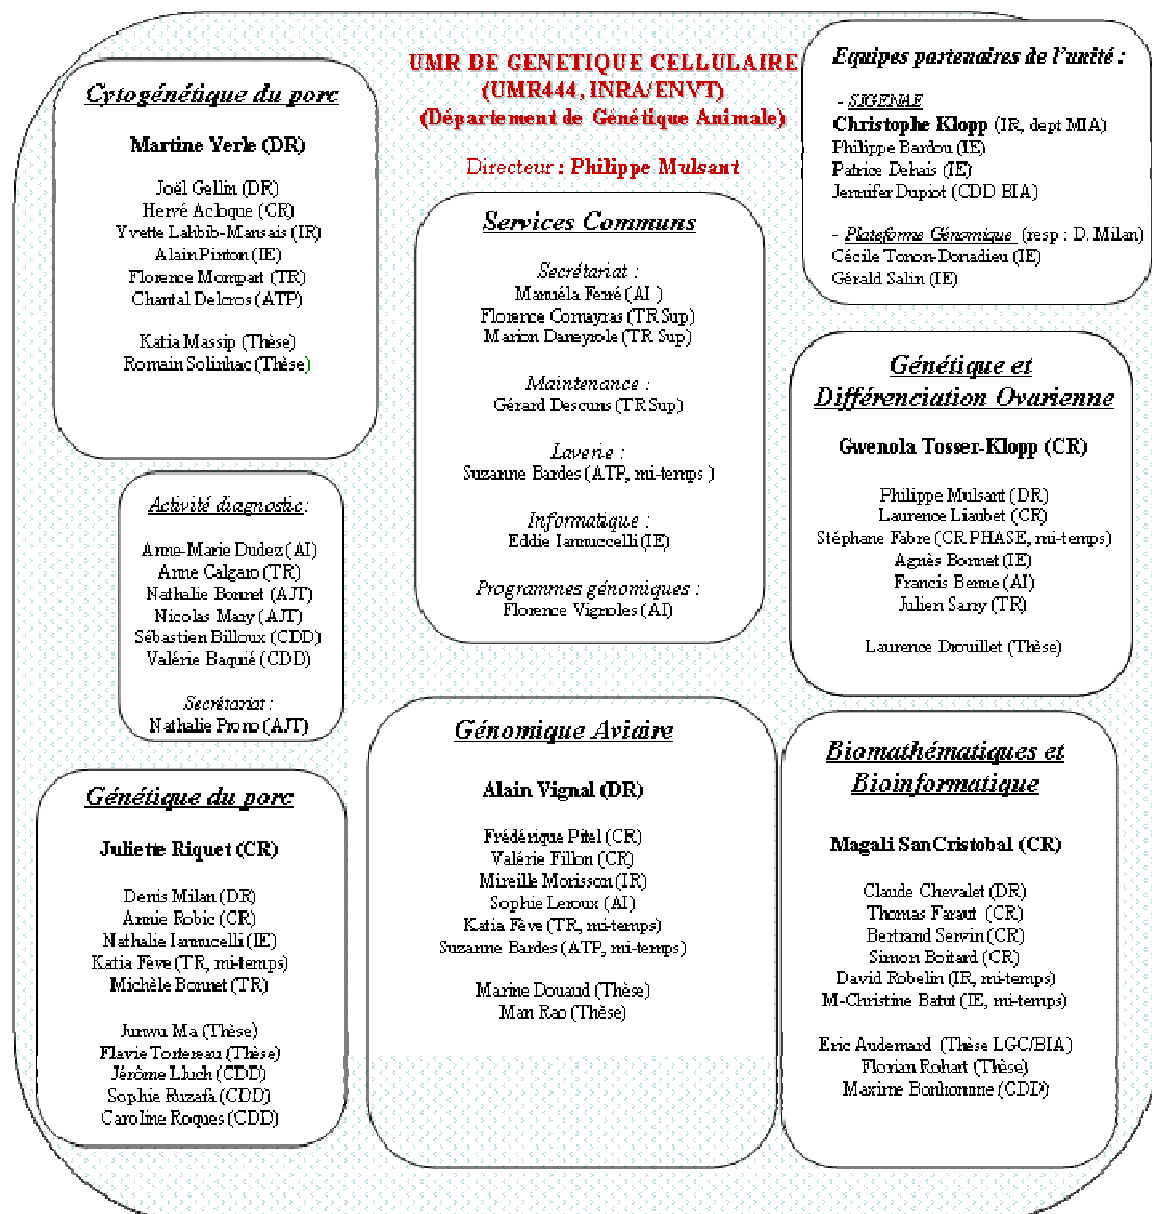 UMR DE GENETIQUE CELLULAIRE
(UMR444, INRA/ENVT)
(Département de Génétique Animale)
Directeur : Philippe Mulsant
Cytogénétique du porc
Martine Yerle (DR)
Joël Gellin (DR)
Hervé Acloque (CR)
Yvette Lahbib-Mansais (IR)
Alain Pinton (IE)
Florence Mompart (TR)
Chantal Delcros (ATP)
Katia Massip (Thèse)
Romain Solinhac (Thèse)
Activité diagnostic :
Anne-Marie Dudez (AI)
Anne Calgaro (TR)
Nathalie Bonnet (AJT)
Nicolas Mary (AJT)
Sébastien Billoux (CDD)
Valérie Baquié (CDD)
Secrétariat :
Nathalie Prono (AJT)
Génétique du porc
Juliette Riquet (CR)
Denis Milan (DR)
Annie Robic (CR)
Nathalie Iannucelli (IE)
Katia Fève (TR, mi-temps)
Michèle Bonnet (TR)
Junwu Ma (Thèse)
Flavie Tortereau (Thèse)
Jérôme Lluch (CDD)
Sophie Ruzafa (CDD)
Caroline Roques (CDD)
Services Communs
Secrétariat :
Manuéla Ferré (AI )
Florence Cornayras (TR Sup)
Marion Daneyrole (TR Sup)
Maintenance :
Gérard Descuns (TR Sup)
Laverie :
Suzanne Bardes (ATP, mi-temps )
Informatique :
Eddie Iannuccelli (IE)
Programmes génomiques :
Florence Vignoles (AI)
Génomique Aviaire
Alain Vignal (DR)
Frédérique Pitel (CR)
Valérie Fillon (CR)
Mireille Morisson (IR)
Sophie Leroux (AI)
Katia Fève (TR, mi-temps)
Suzanne Bardes (ATP, mi-temps)
Marine Douaud (Thèse)
Man Rao (Thèse)
Equipes partenaires de l'unité :
- SIGENAE
Christophe Klopp (IR, dept MIA)
Philippe Bardou (IE)
Patrice Dehais (IE)
Jennifer Dupiot (CDD BIA)
- Plateforme Génomique (resp : D. Milan)
Cécile Tonon-Donadieu (IE)
Gérald Salin (IE)
Génétique et
Différenciation Ovarienne
Gwenola Tosser-Klopp (CR)
Philippe Mulsant (DR)
Laurence Liaubet (CR)
Stéphane Fabre (CR PHASE, mi-temps)
Agnès Bonnet (IE)
Francis Benne (AI)
Julien Sarry (TR)
Laurence Drouillet (Thèse)
Biomathématiques et
Bioinformatique
Magali SanCristobal (CR)
Claude Chevalet (DR)
Thomas Faraut (CR)
Bertrand Servin (CR)
Simon Boitard (CR)
David Robelin (IR, mi-temps)
M-Christine Batut (IE, mi-temps)
Eric Audemard (Thèse LGC/BIA)
Florian Rohart (Thèse)
Maxime Bonhomme (CDD)